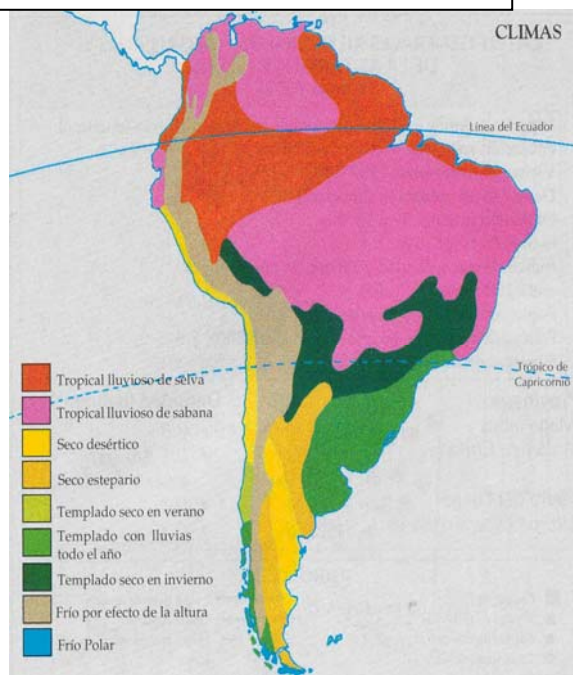 CLIMAS
Línea del Ecuador
Trópico de
Capricornio
Tropical lluvioso de selva
Tropical lluvioso de sabana
Seco desértico
Seco estepario
Templado seco en verano
Templado con lluvias
todo el año
Templado seco en invierno
Frío por efecto de la altura
Frío Polar